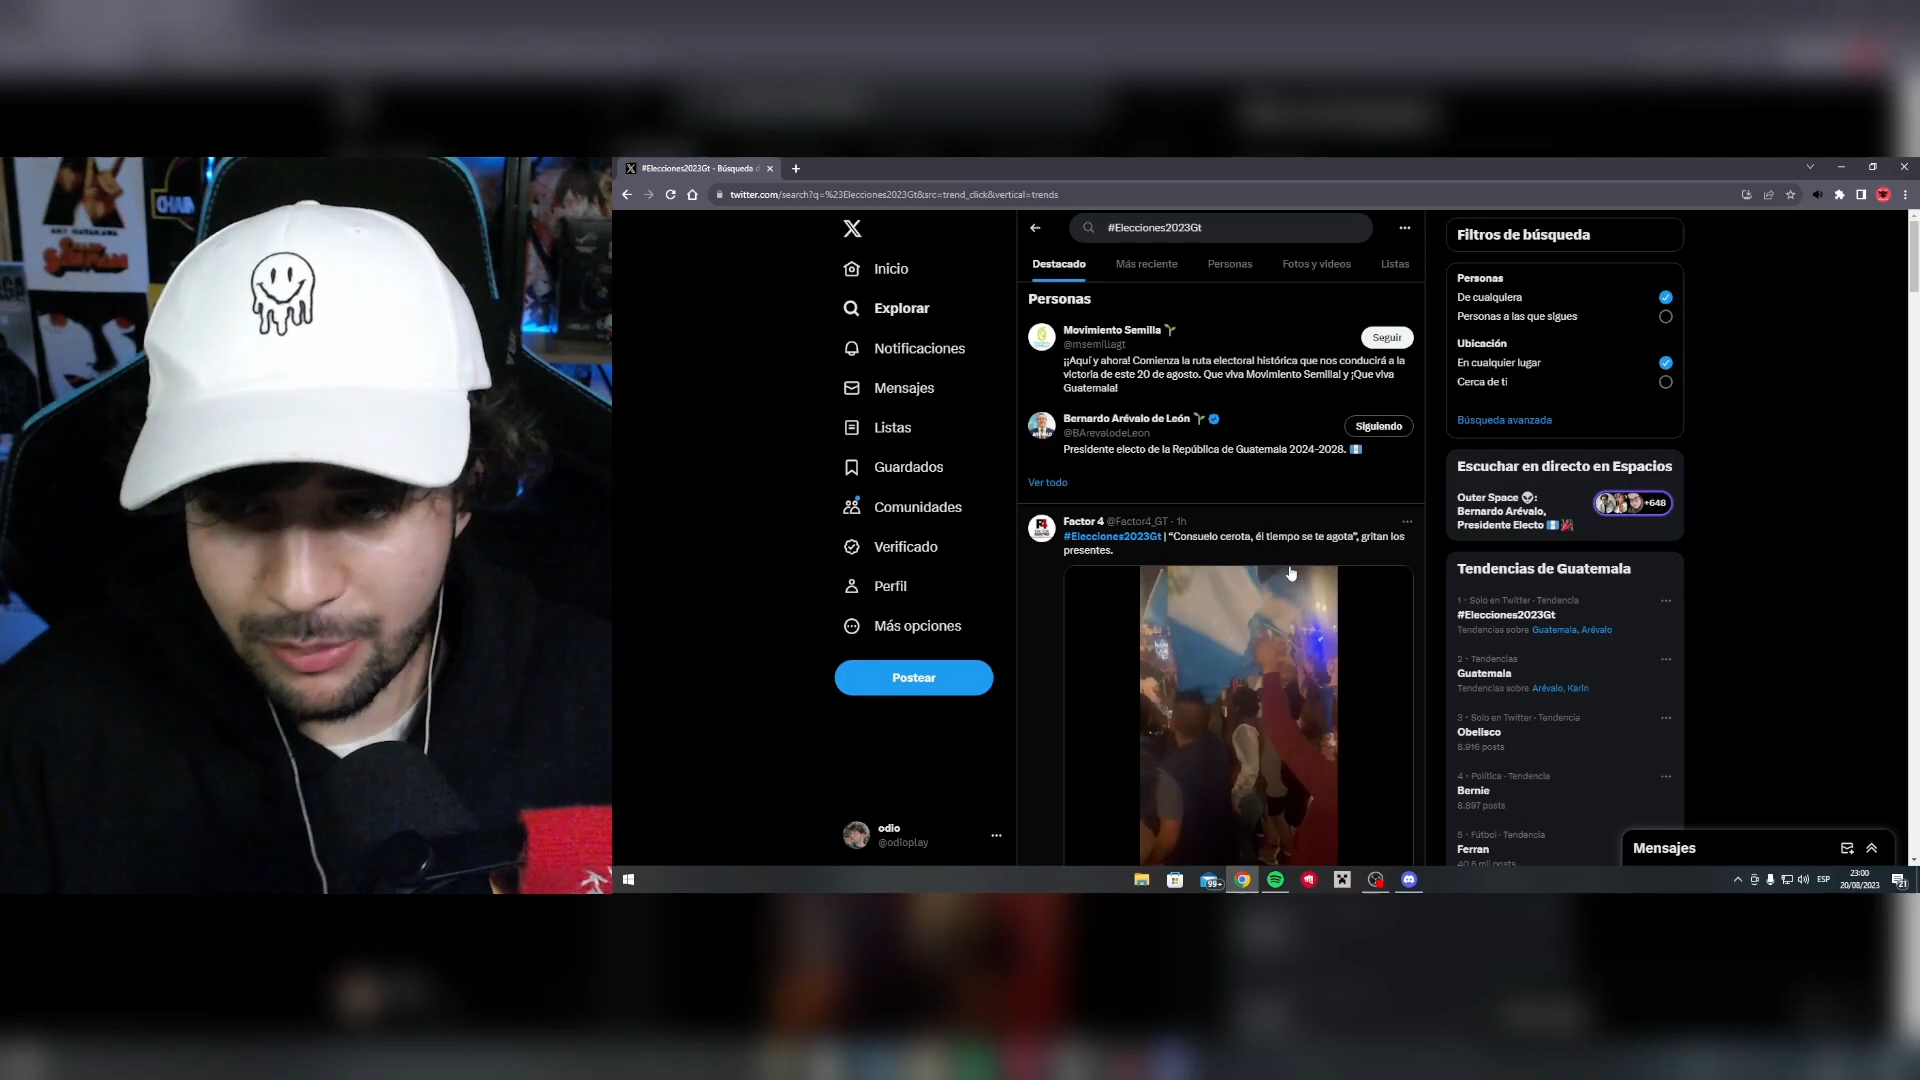 CHAI
#Elecciones2023Gt - Búsqueda d
twitter.com/search?q=%23Elecciones2023Gt&src=trend_click&vertical=trends
Inicio
Explorar
Notificaciones
Mensajes
Listas
Guardados
Comunidades
Verificado
Perfil
Más opciones
Postear
odio
@odioplay
#Elecciones2023Gt
Destacado
Más reciente
Personas
Fotos y videos
Listas
Personas
Movimiento Semilla
@msemillagt
Seguir
¡¡Aquí y ahora! Comienza la ruta electoral histórica que nos conducirá a la
victoria de este 20 de agosto. Que viva Movimiento Semilla! y ¡Que viva
Guatemala!
Bernardo Arévalo de León
@BArevalodeLeon
Siguiendo
Presidente electo de la República de Guatemala 2024-2028.
Ver todo
Factor 4 @Factor4_GT · 1h
#Elecciones2023Gt | “Consuelo cerota, él tiempo se te agota”, gritan los
presentes.
Filtros de búsqueda
Personas
De cualquiera
Personas a las que sigues
Ubicación
En cualquier lugar
Cerca de ti
Búsqueda avanzada
Escuchar en directo en Espacios
Outer Space :
Bernardo Arévalo,
Presidente Electo
+648
Tendencias de Guatemala
1 · Solo en Twitter · Tendencia
#Elecciones2023Gt
Tendencias sobre Guatemala, Arévalo
2 · Tendencias
Guatemala
Tendencias sobre Arévalo, Karin
3 · Solo en Twitter · Tendencia
Obelisco
8.916 posts
4 · Política · Tendencia
Bernie
8.897 posts
5 · Fútbol · Tendencia
Ferran
40,6 mil posts
Mensajes
99+
ESP
23:00
20/08/2023
21